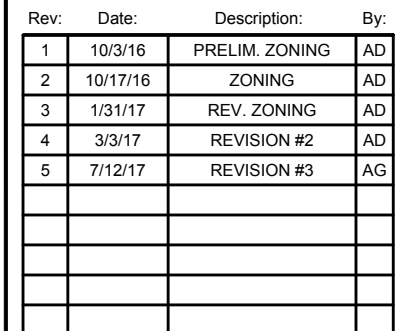 Rev: Date: Description: By:
1 10/3/16 PRELIM. ZONING AD
2 10/17/16 ZONING AD
3 1/31/17 REV. ZONING AD
4 3/3/17 REVISION #2 AD
5 7/12/17 REVISION #3 AG